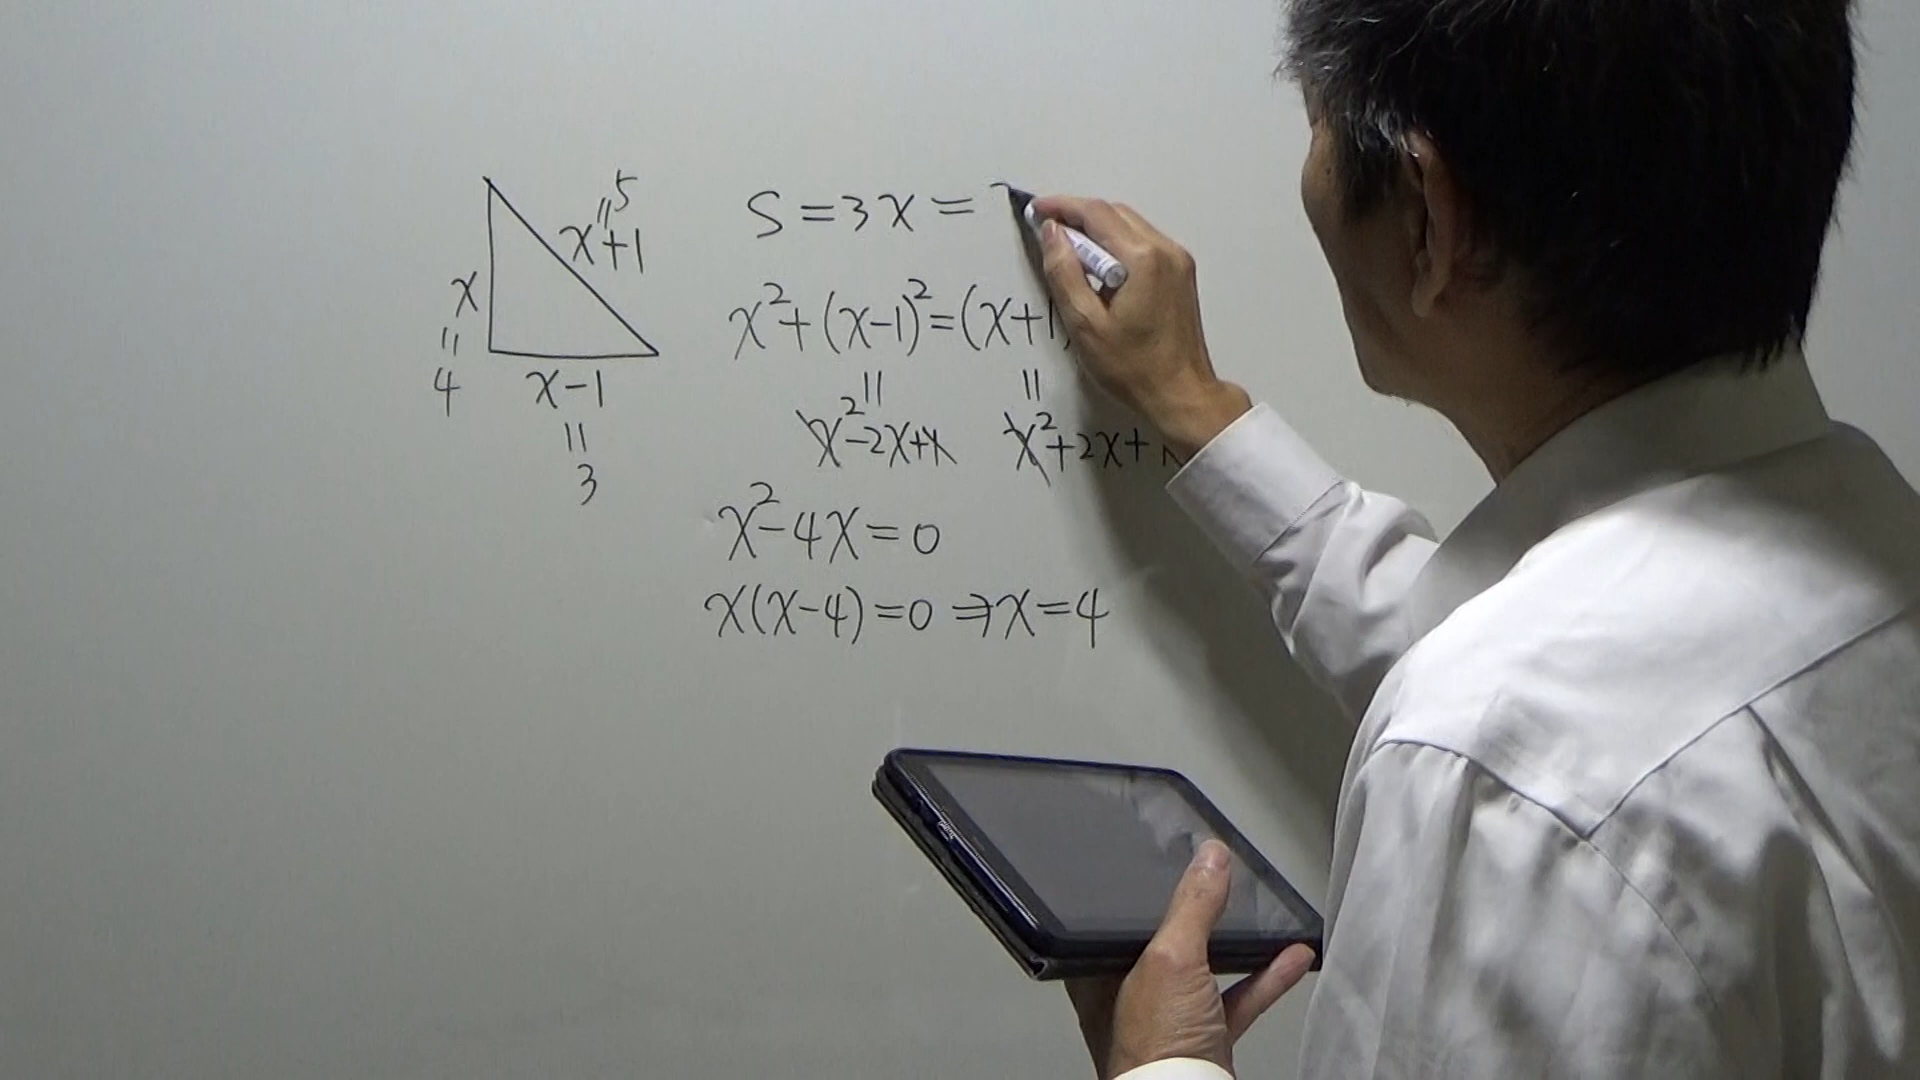 5
||
x+1
x
||
4
x-1
||
3
S=3x=
x²+(x-1)²=(x+1
|| ||
x²-2x+1 x²+2x+
x²-4x=0
x(x-4)=0⇒x=4